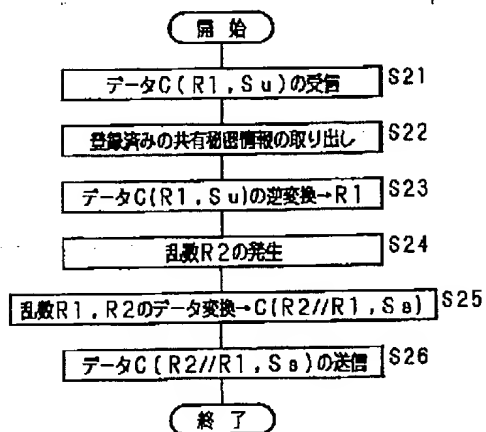 開 始
データC(R1,Su)の受信 S21
登録済みの共有秘密情報の取り出し S22
データC(R1,Su)の逆変換→R1 S23
乱数R2の発生 S24
乱数R1,R2のデータ変換→C(R2//R1,Ss) S25
データC(R2//R1,Ss)の送信 S26
終 了